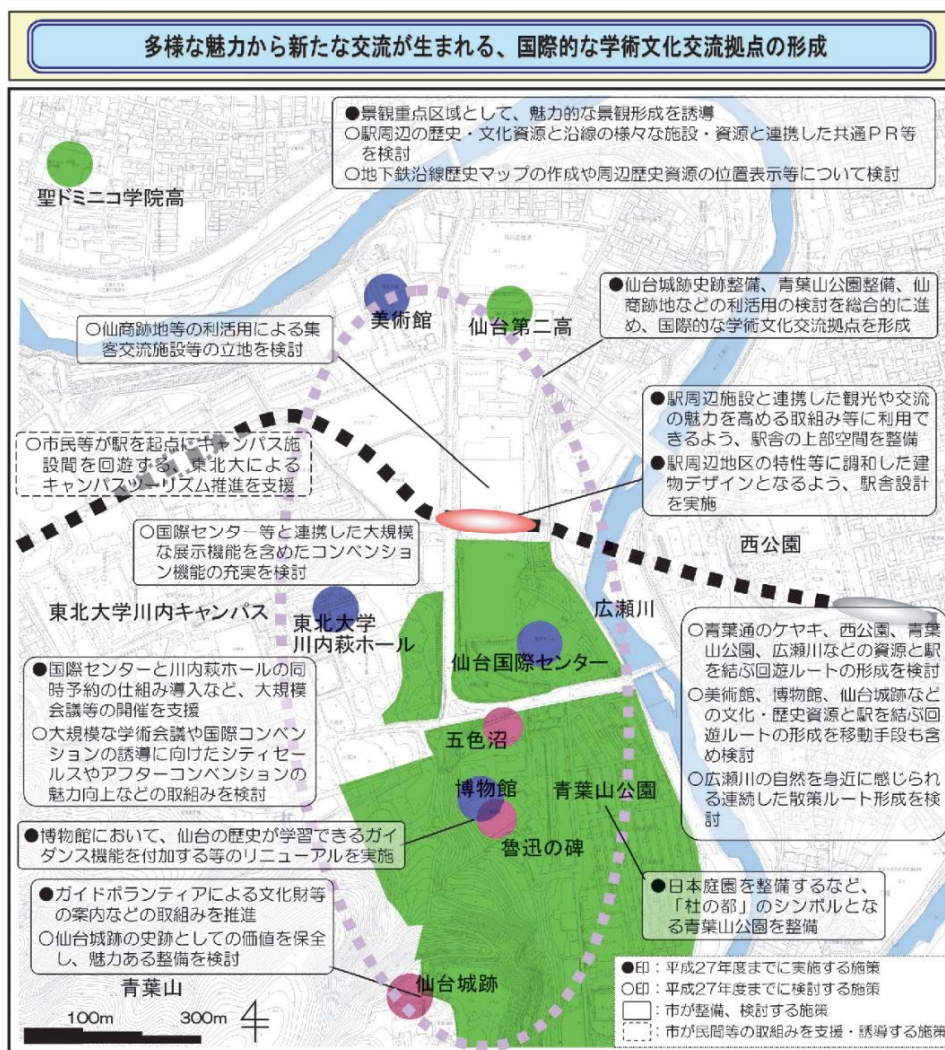 多様な魅力から新たな交流が生まれる、国際的な学術文化交流拠点の形成
●景観重点区域として、魅力的な景観形成を誘導
○駅周辺の歴史・文化資源と沿線の様々な施設・資源と連携した共通ＰＲ等
を検討
○地下鉄沿線歴史マップの作成や周辺歴史資源の位置表示等について検討
聖ドミニコ学院高
美術館
仙台第二高
●仙台城跡史跡整備、青葉山公園整備、仙
商跡地などの利活用の検討を総合的に進
め、国際的な学術文化交流拠点を形成
○仙商跡地等の利活用による集
客交流施設等の立地を検討
●駅周辺施設と連携した観光や交流
の魅力を高める取組み等に利用で
きるよう、駅舎の上部空間を整備
●駅周辺地区の特性等に調和した建
物デザインとなるよう、駅舎設計
を実施
○市民等が駅を起点にキャンパス施
設間を回遊する、東北大による
キャンパスツーリズム推進を支援
○国際センター等と連携した大規模
な展示機能を含めたコンベンション
機能の充実を検討
西公園
東北大学川内キャンパス
東北大学
川内萩ホール
広瀬川
仙台国際センター
○青葉通のケヤキ、西公園、青葉
山公園、広瀬川などの資源と駅
を結ぶ回遊ルートの形成を検討
○美術館、博物館、仙台城跡など
の文化・歴史資源と駅を結ぶ回
遊ルートの形成を移動手段も含
め検討
○広瀬川の自然を身近に感じられ
る連続した散策ルート形成を検
討
●国際センターと川内萩ホールの同
時予約の仕組み導入など、大規模
会議等の開催を支援
○大規模な学術会議や国際コンベン
ションの誘導に向けたシティセ
ールスやアフターコンベンションの
魅力向上などの取組みを検討
五色沼
博物館
青葉山公園
魯迅の碑
●博物館において、仙台の歴史が学習できるガイ
ダンス機能を付加する等のリニューアルを実施
●日本庭園を整備するなど、
「杜の都」のシンボルとな
る青葉山公園を整備
●ガイドボランティアによる文化財等
の案内などの取組みを推進
○仙台城跡の史跡としての価値を保全
し、魅力ある整備を検討
仙台城跡
青葉山
100m 300m
●印：平成27年度までに実施する施策
○印：平成27年度までに検討する施策
：市が整備、検討する施策
：市が民間等の取組みを支援・誘導する施策